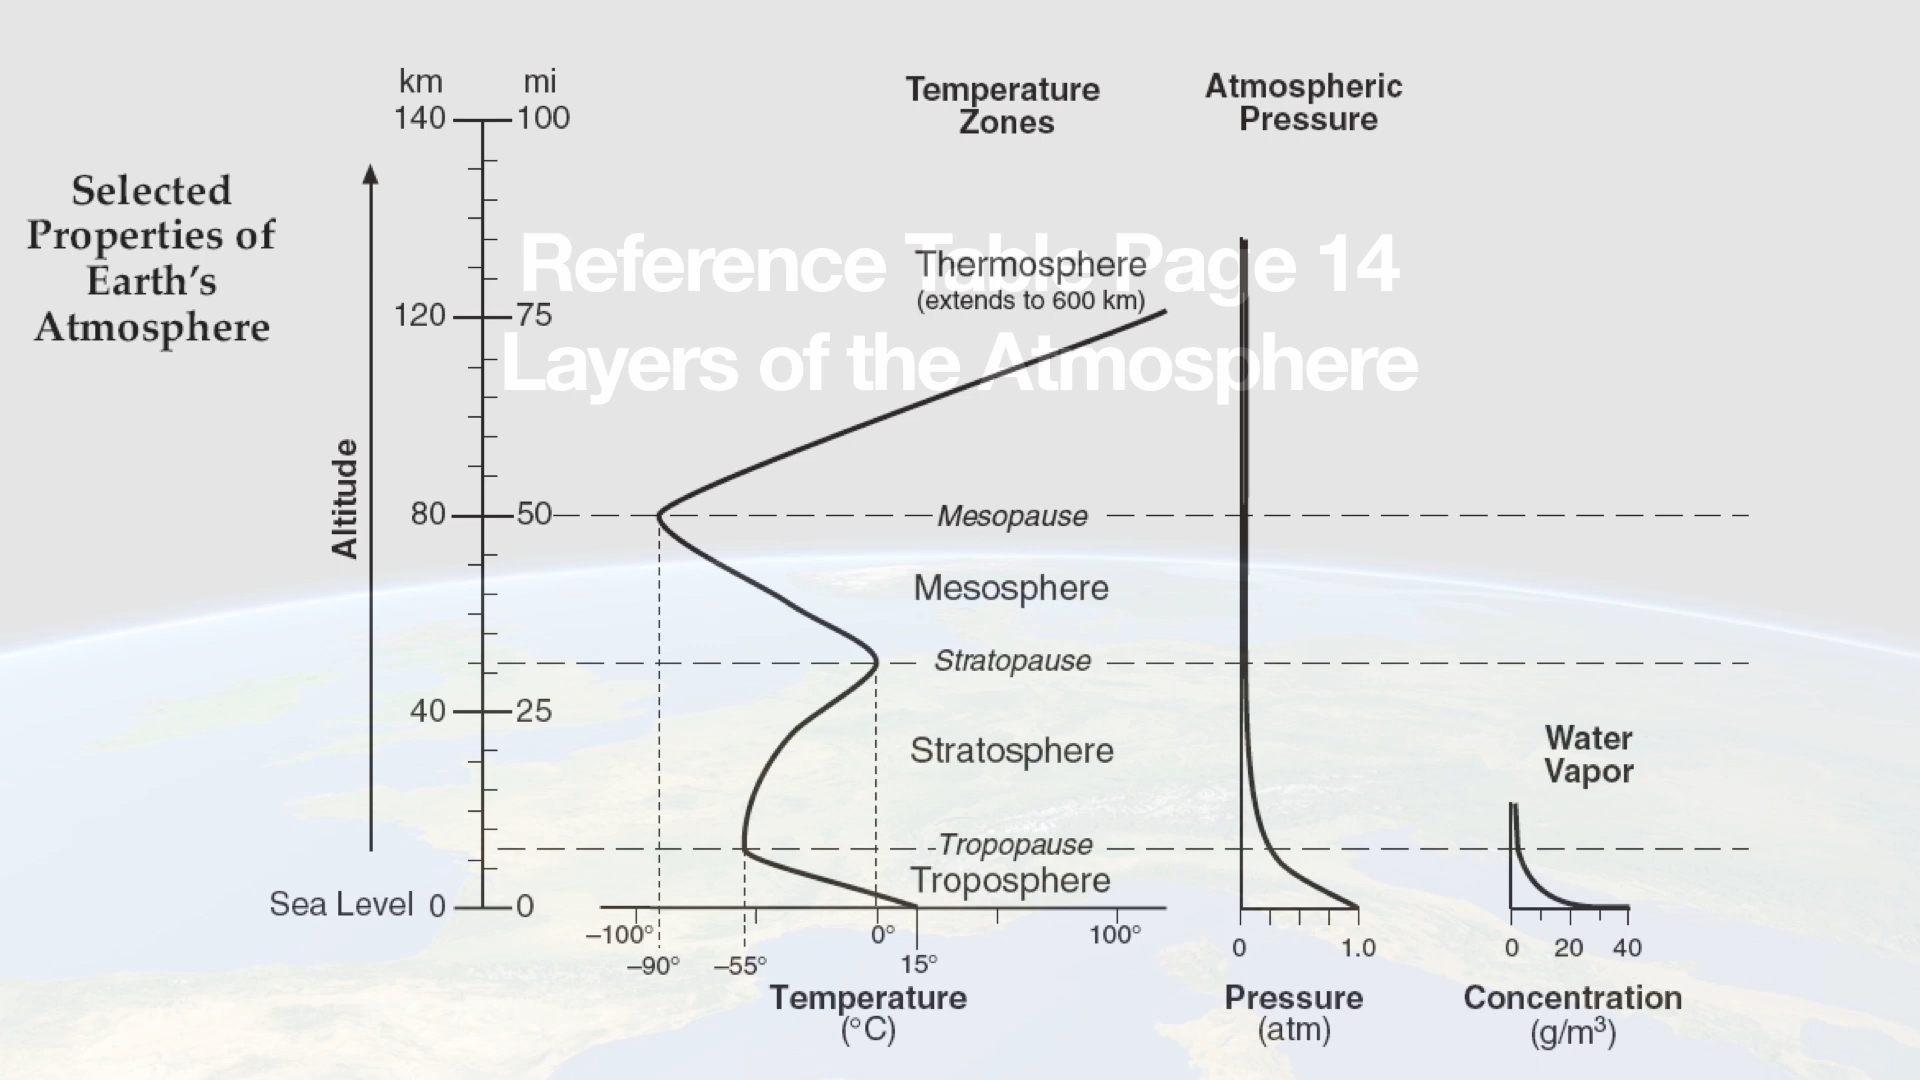 Selected
Properties of
Earth's
Atmosphere
km
mi
140
100
120
75
80
50
40
25
Sea Level
0
0
Altitude
Temperature
Zones
Atmospheric
Pressure
Reference Table Page 14
Layers of the Atmosphere
Thermosphere
(extends to 600 km)
Mesopause
Mesosphere
Stratopause
Stratosphere
Tropopause
Troposphere
–100°
0°
100°
–90°
–55°
15°
Temperature
(°C)
0
1.0
Pressure
(atm)
Water
Vapor
0
20
40
Concentration
(g/m³)